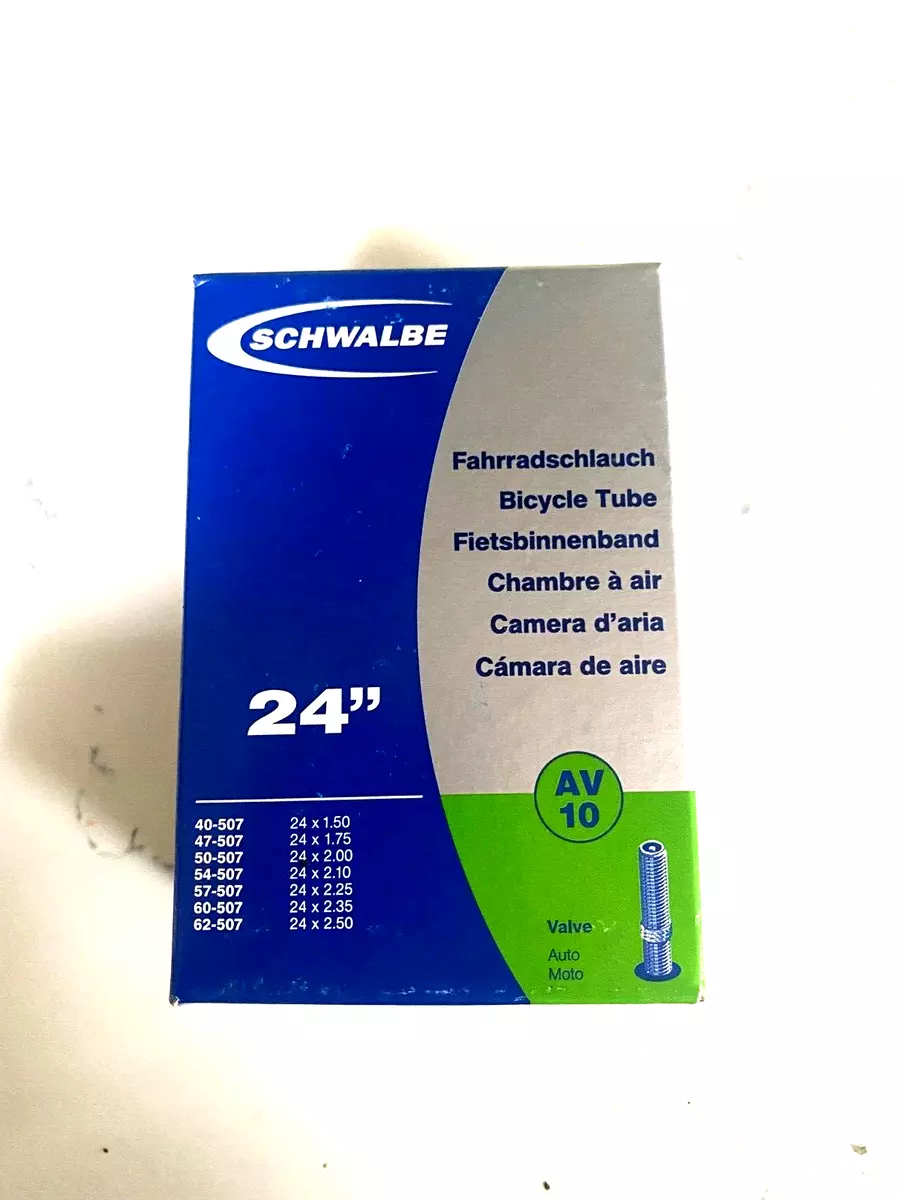 SCHWALBE
Fahrradschlauch
Bicycle Tube
Fietsbinnenband
Chambre à air
Camera d'aria
Cámara de aire
24”
40-507 24 x 1.50
47-507 24 x 1.75
50-507 24 x 2.00
54-507 24 x 2.10
57-507 24 x 2.25
60-507 24 x 2.35
62-507 24 x 2.50
AV
10
Valve
Auto
Moto